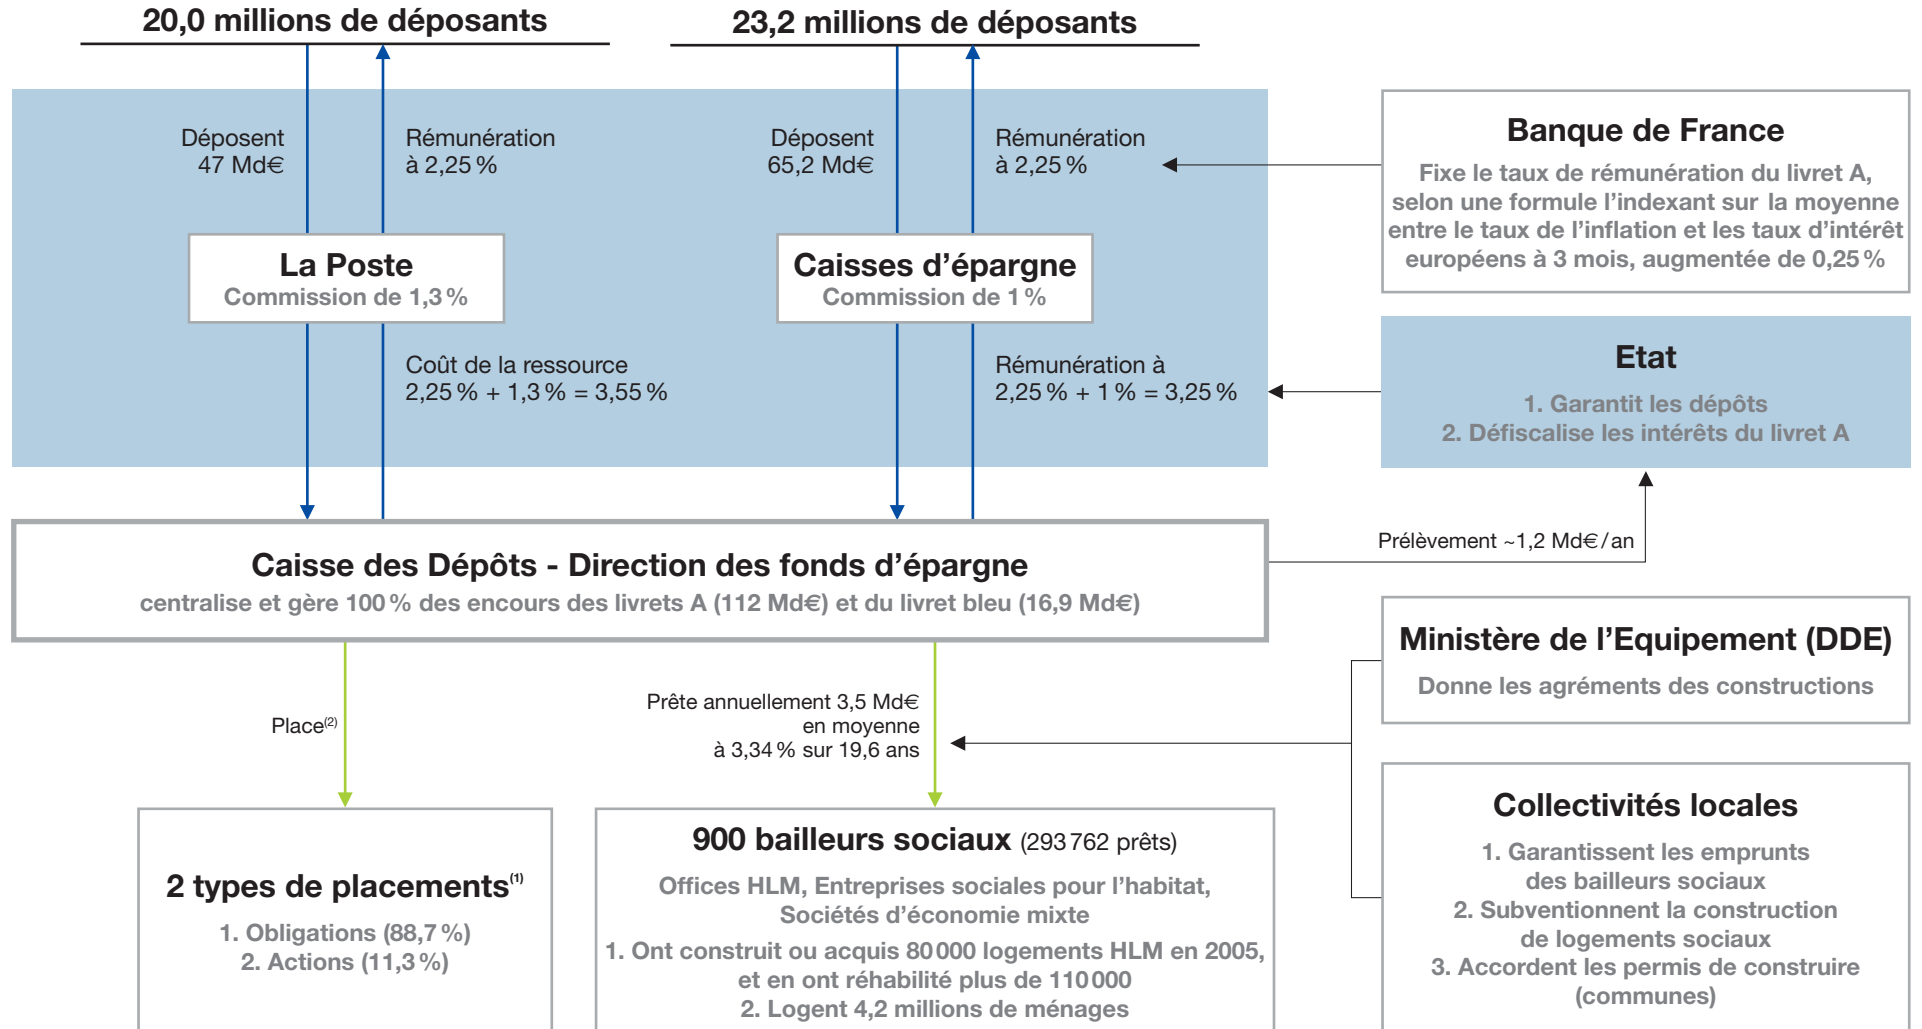 20,0 millions de déposants
23,2 millions de déposants
Déposent
47 Md€
Rémunération
à 2,25 %
Déposent
65,2 Md€
Rémunération
à 2,25 %
Banque de France
Fixe le taux de rémunération du livret A,
selon une formule l’indexant sur la moyenne
entre le taux de l’inflation et les taux d’intérêt
européens à 3 mois, augmentée de 0,25 %
La Poste
Commission de 1,3 %
Caisses d’épargne
Commission de 1 %
Coût de la ressource
2,25 % + 1,3 % = 3,55 %
Rémunération à
2,25 % + 1 % = 3,25 %
Etat
1. Garantit les dépôts
2. Défiscalise les intérêts du livret A
Prélèvement ~1,2 Md€/an
Caisse des Dépôts - Direction des fonds d’épargne
centralise et gère 100 % des encours des livrets A (112 Md€) et du livret bleu (16,9 Md€)
Place(2)
Prête annuellement 3,5 Md€
en moyenne
à 3,34 % sur 19,6 ans
Ministère de l’Equipement (DDE)
Donne les agréments des constructions
2 types de placements(1)
1. Obligations (88,7 %)
2. Actions (11,3 %)
900 bailleurs sociaux (293 762 prêts)
Offices HLM, Entreprises sociales pour l’habitat,
Sociétés d’économie mixte
1. Ont construit ou acquis 80 000 logements HLM en 2005,
et en ont réhabilité plus de 110 000
2. Logent 4,2 millions de ménages
Collectivités locales
1. Garantissent les emprunts
des bailleurs sociaux
2. Subventionnent la construction
de logements sociaux
3. Accordent les permis de construire
(communes)